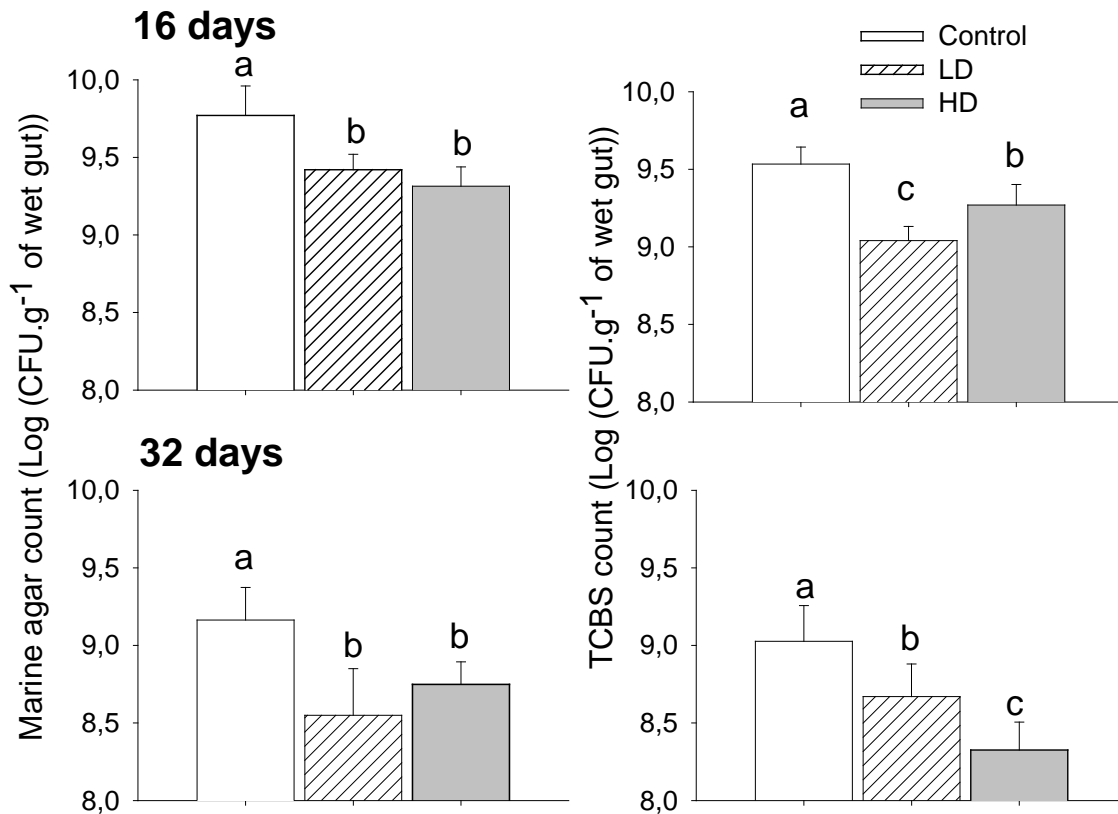 16 days
Control
LD
HD
Marine agar count (Log (CFU.g-1 of wet gut))
10,0
9,5
9,0
8,5
8,0
a
b
b
TCBS count (Log (CFU.g-1 of wet gut))
10,0
9,5
9,0
8,5
8,0
a
c
b
32 days
10,0
9,5
9,0
8,5
8,0
a
b
b
10,0
9,5
9,0
8,5
8,0
a
b
c